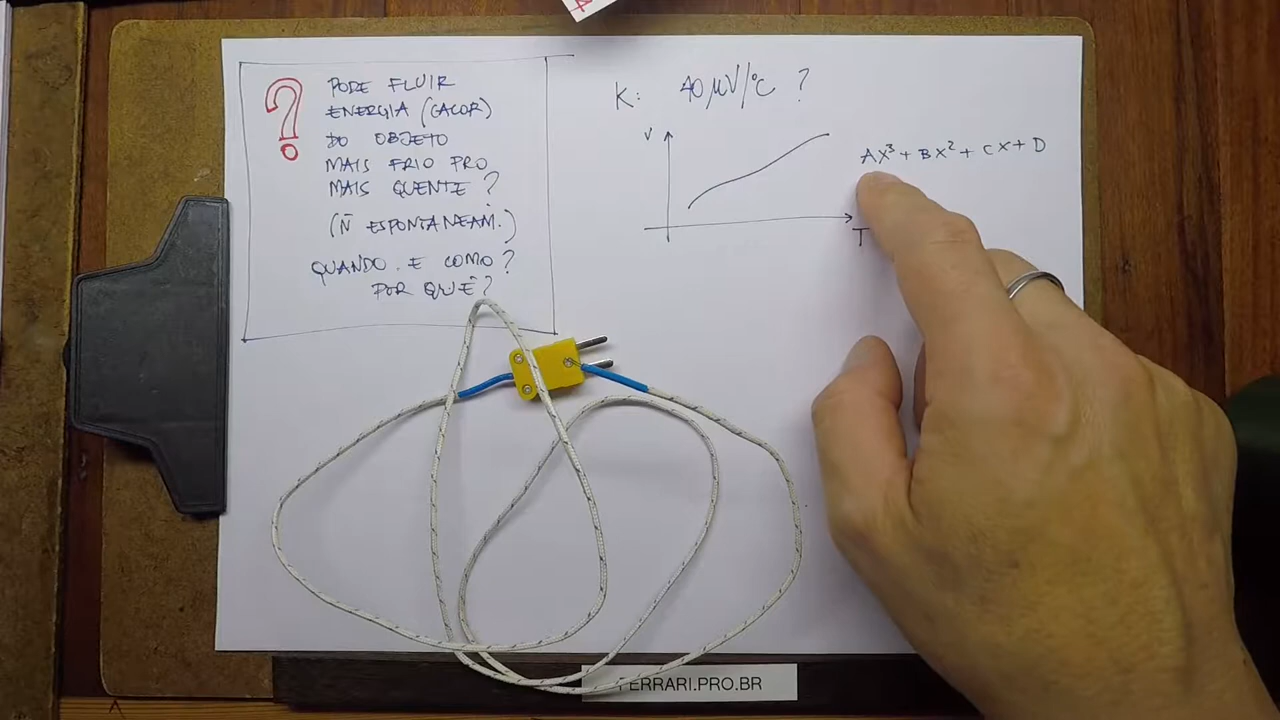 ?
PODE FLUIR
ENERGIA (CALOR)
DO OBJETO
MAIS FRIO PRO
MAIS QUENTE?
(Ñ ESPONTANEAM.)
QUANDO E COMO?
POR QUÊ?
K: 40 µV/°C ?
V
AX³ + BX² + CX + D
T
FERRARI.PRO.BR
4